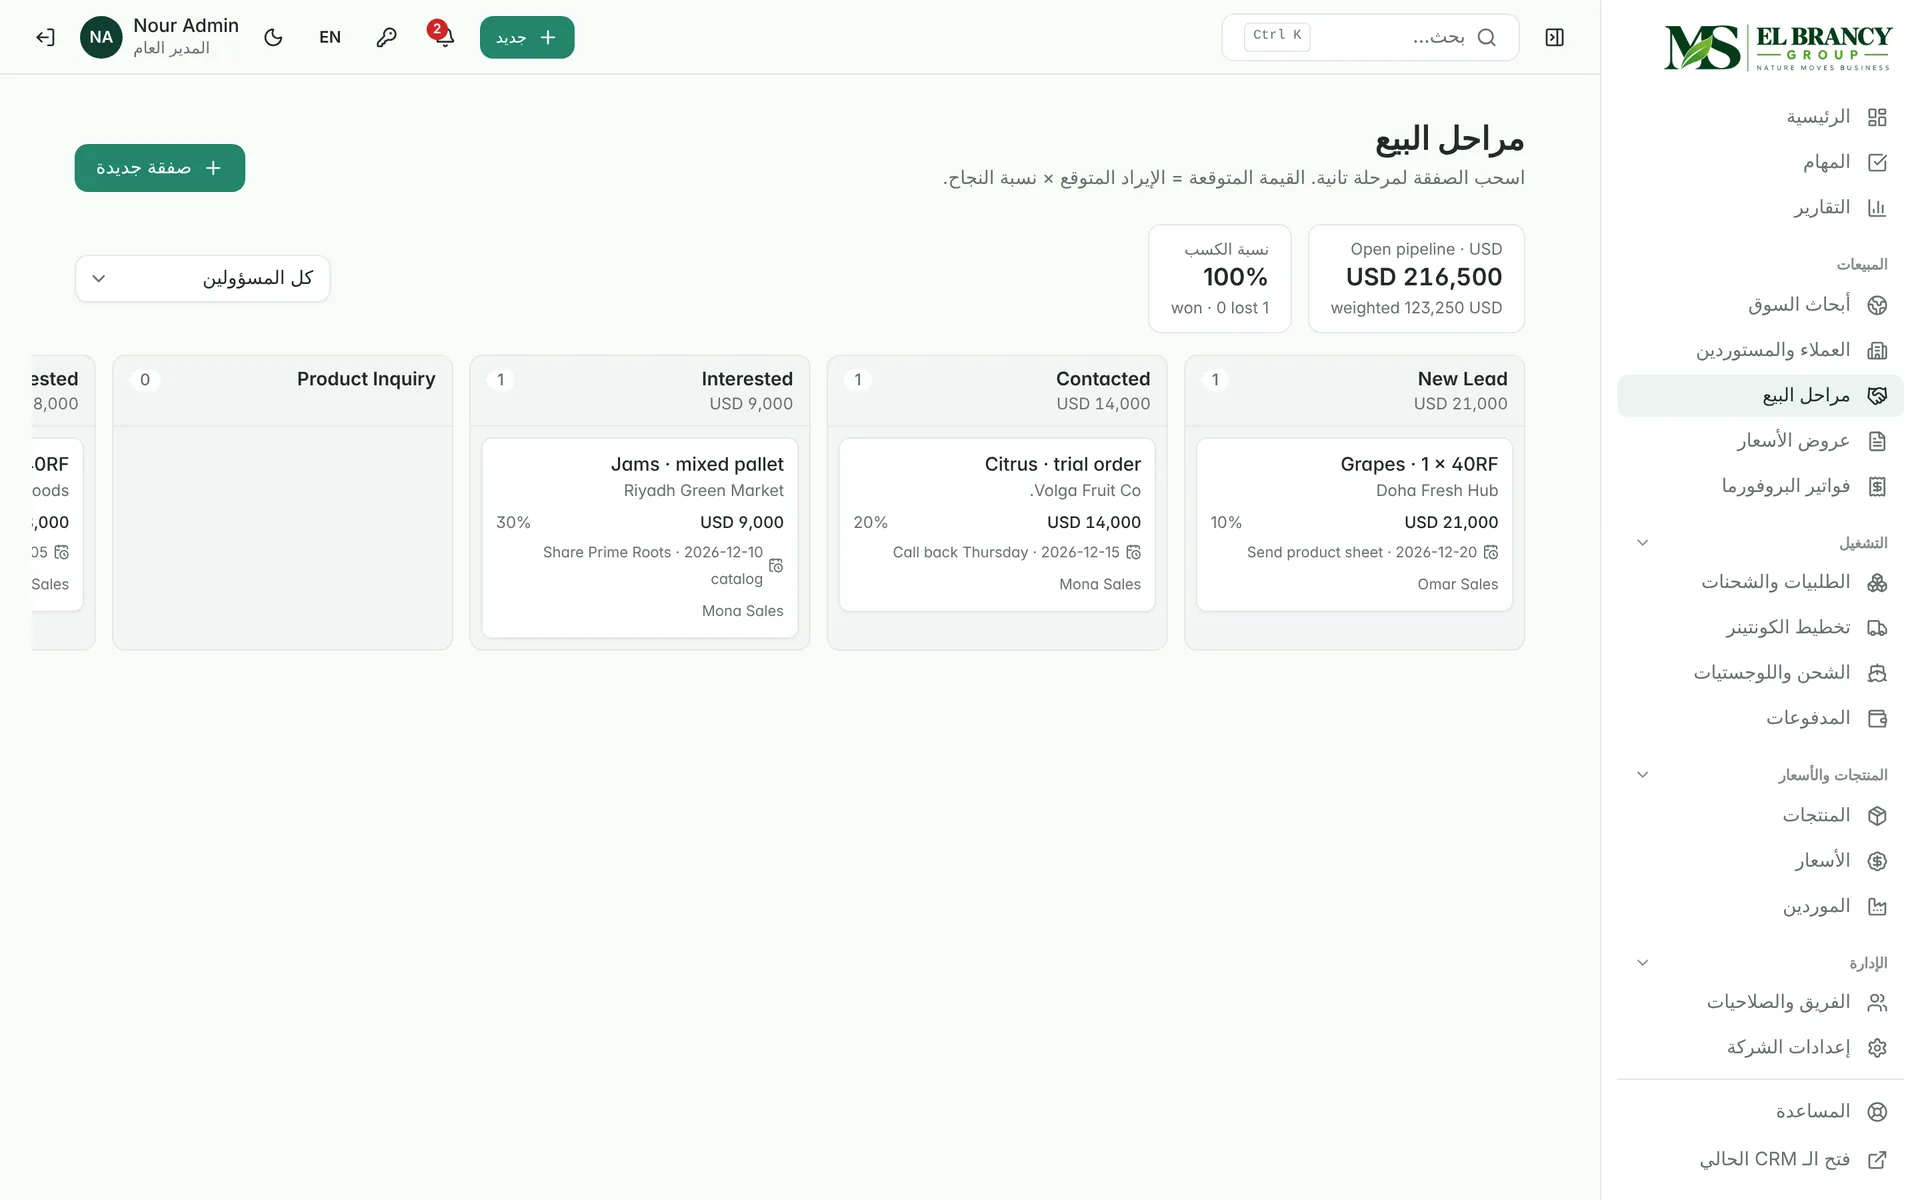 EL BRANCY
GROUP
NATURE MOVES BUSINESS
الرئيسية
المهام
التقارير
المبيعات
أبحاث السوق
العملاء والمستوردين
مراحل البيع
عروض الأسعار
فواتير البروفورما
التشغيل
الطلبيات والشحنات
تخطيط الكونتينر
الشحن واللوجستيات
المدفوعات
المنتجات والأسعار
المنتجات
الأسعار
الموردين
الإدارة
الفريق والصلاحيات
إعدادات الشركة
المساعدة
فتح الـ CRM الحالي
بحث...
Ctrl K
جديد
2
EN
Nour Admin
المدير العام
NA
مراحل البيع
اسحب الصفقة لمرحلة تانية. القيمة المتوقعة = الإيراد المتوقع × نسبة النجاح.
صفقة جديدة
Open pipeline · USD
USD 216,500
weighted 123,250 USD
نسبة الكسب
100%
won · 0 lost 1
كل المسؤولين
New Lead
1
USD 21,000
Grapes · 1 × 40RF
Doha Fresh Hub
USD 21,000
10%
Send product sheet · 2026-12-20
Omar Sales
Contacted
1
USD 14,000
Citrus · trial order
.Volga Fruit Co
USD 14,000
20%
Call back Thursday · 2026-12-15
Mona Sales
Interested
1
USD 9,000
Jams · mixed pallet
Riyadh Green Market
USD 9,000
30%
Share Prime Roots · 2026-12-10
catalog
Mona Sales
Product Inquiry
0
ested
8,000
40RF
oods
,000
05
Sales